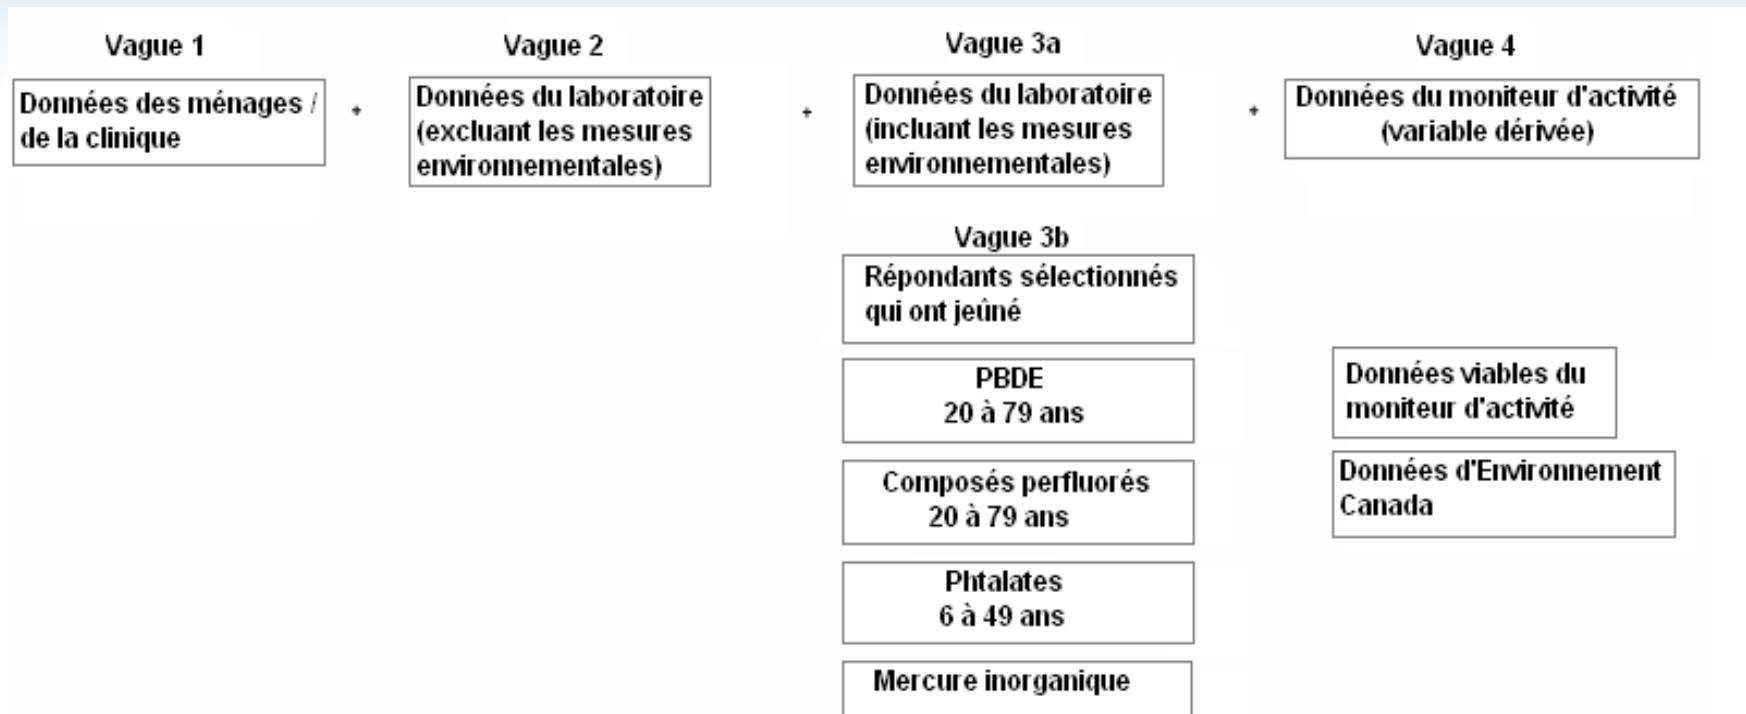 Vague 1
Données des ménages /
de la clinique
+
Vague 2
Données du laboratoire
(excluant les mesures
environnementales)
+
Vague 3a
Données du laboratoire
(incluant les mesures
environnementales)
+
Vague 4
Données du moniteur d'activité
(variable dérivée)
Vague 3b
Répondants sélectionnés
qui ont jeûné
PBDE
20 à 79 ans
Composés perfluorés
20 à 79 ans
Phtalates
6 à 49 ans
Mercure inorganique
Données viables du
moniteur d'activité
Données d'Environnement
Canada